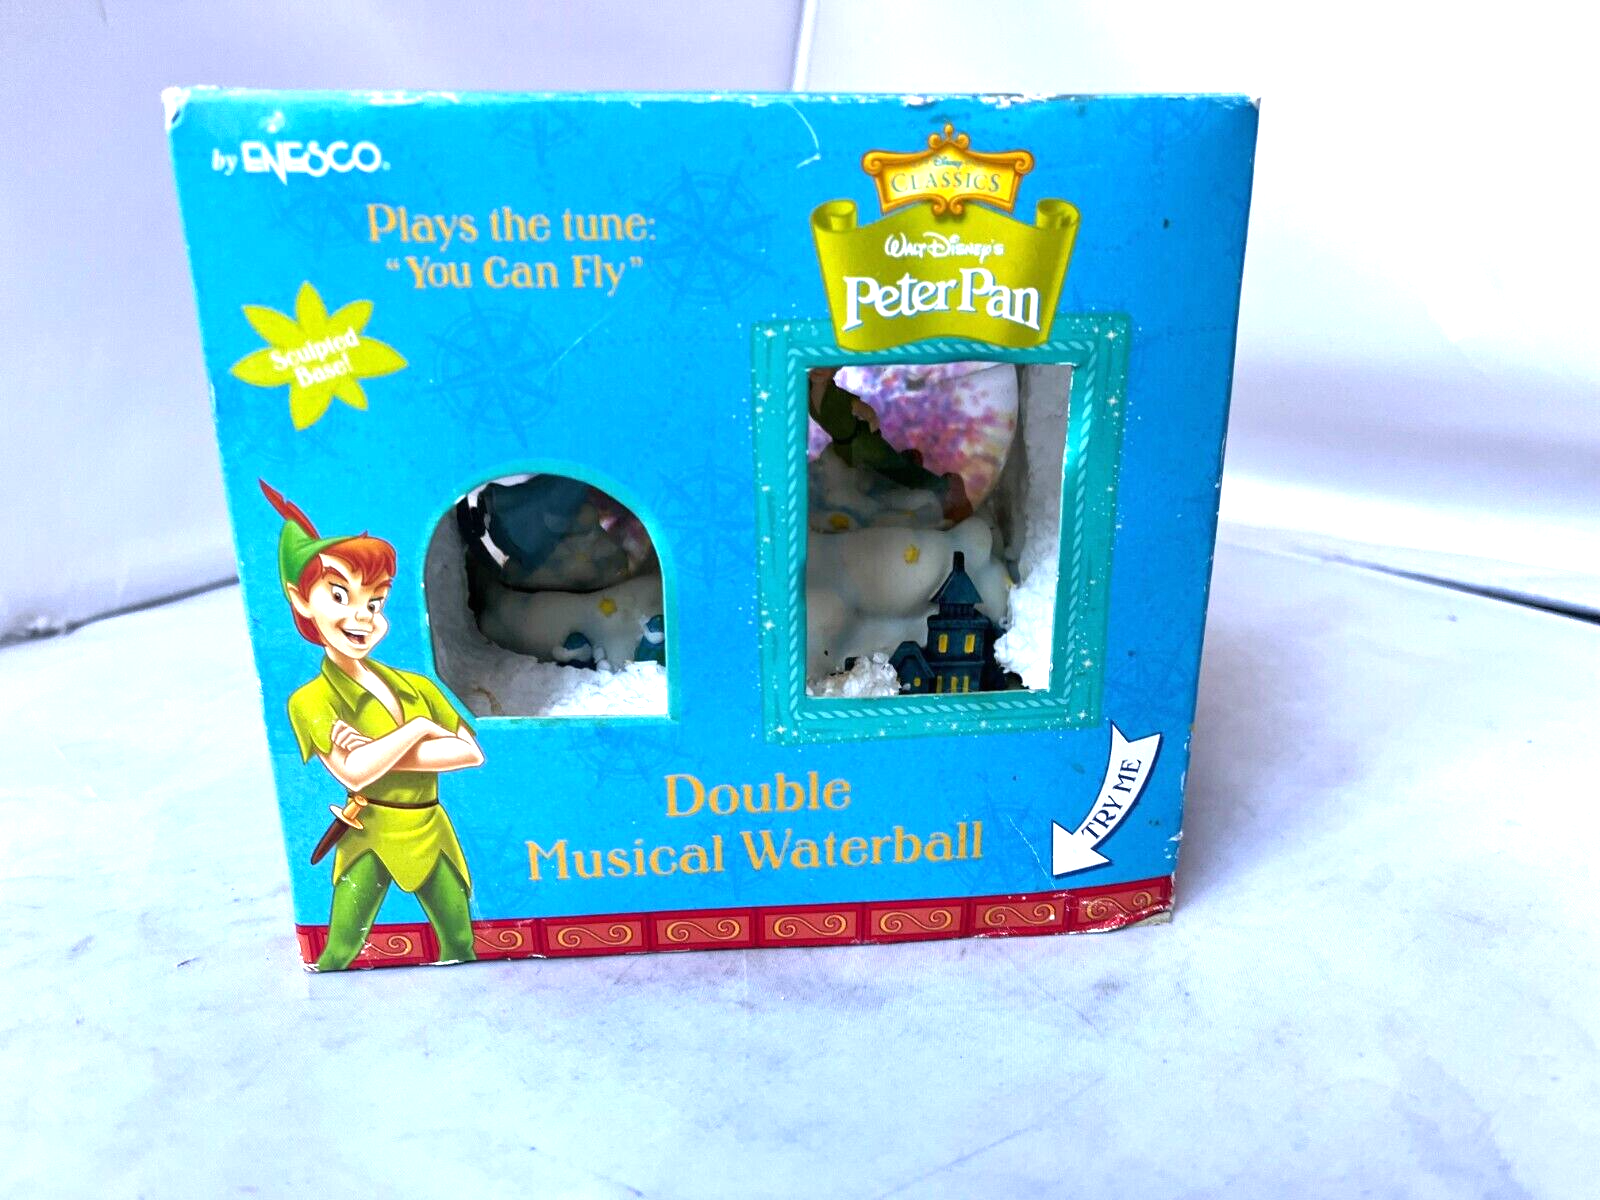 by ENESCO®
Plays the tune:
"You Can Fly"
Sculpted
Base!
Disney
CLASSICS
WALT DISNEY'S
Peter Pan
Double
Musical Waterball
TRY ME